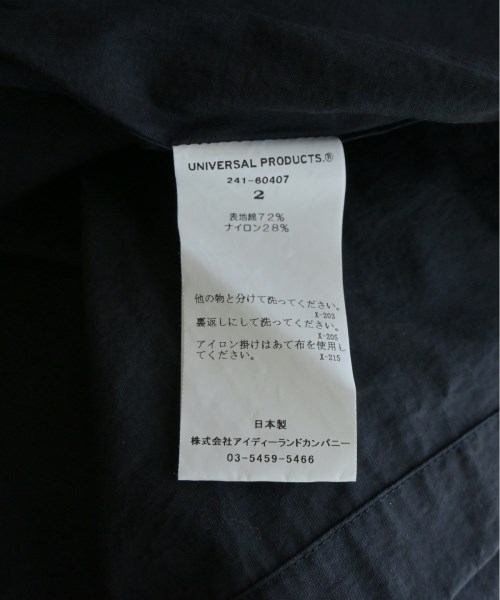 UNIVERSAL PRODUCTS.®
241-60407
2
表地綿72%
ナイロン28%
他の物と分けて洗ってください。
X-203
裏返しにして洗ってください。
X-205
アイロン掛けはあて布を使用し
てください。
X-215
日本製
株式会社アイディーランドカンパニー
03-5459-5466